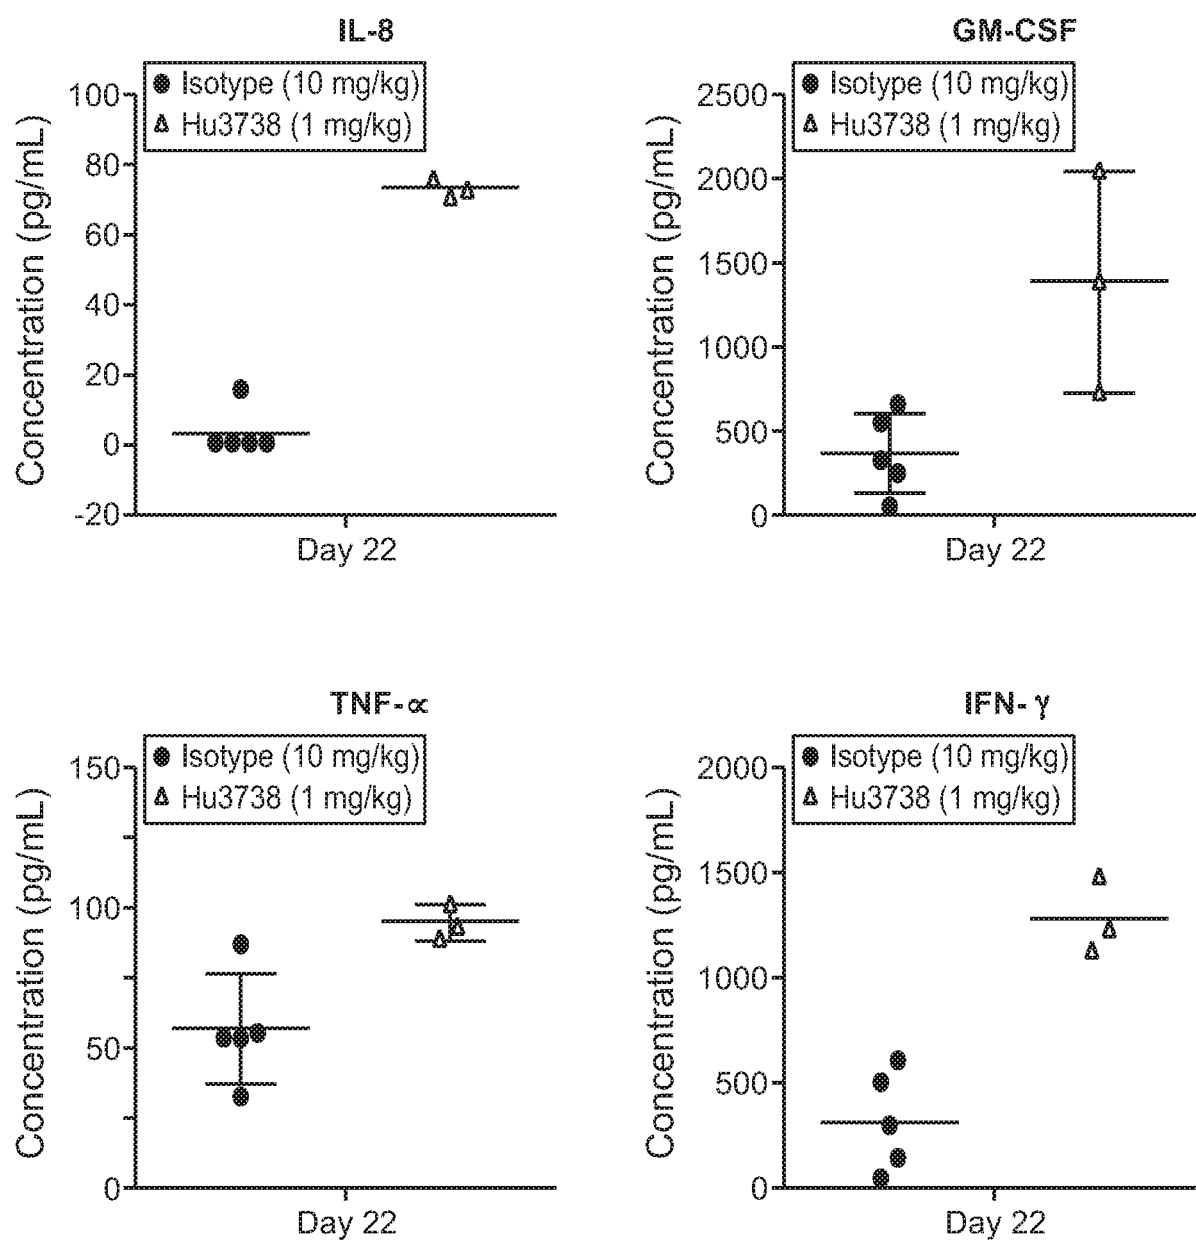 IL-8
Isotype (10 mg/kg)
Hu3738 (1 mg/kg)
Concentration (pg/mL)
100
80
60
40
20
0
-20
Day 22
GM-CSF
Isotype (10 mg/kg)
Hu3738 (1 mg/kg)
Concentration (pg/mL)
2500
2000
1500
1000
500
0
Day 22
TNF-∝
Isotype (10 mg/kg)
Hu3738 (1 mg/kg)
Concentration (pg/mL)
150
100
50
0
Day 22
IFN- γ
Isotype (10 mg/kg)
Hu3738 (1 mg/kg)
Concentration (pg/mL)
2000
1500
1000
500
0
Day 22